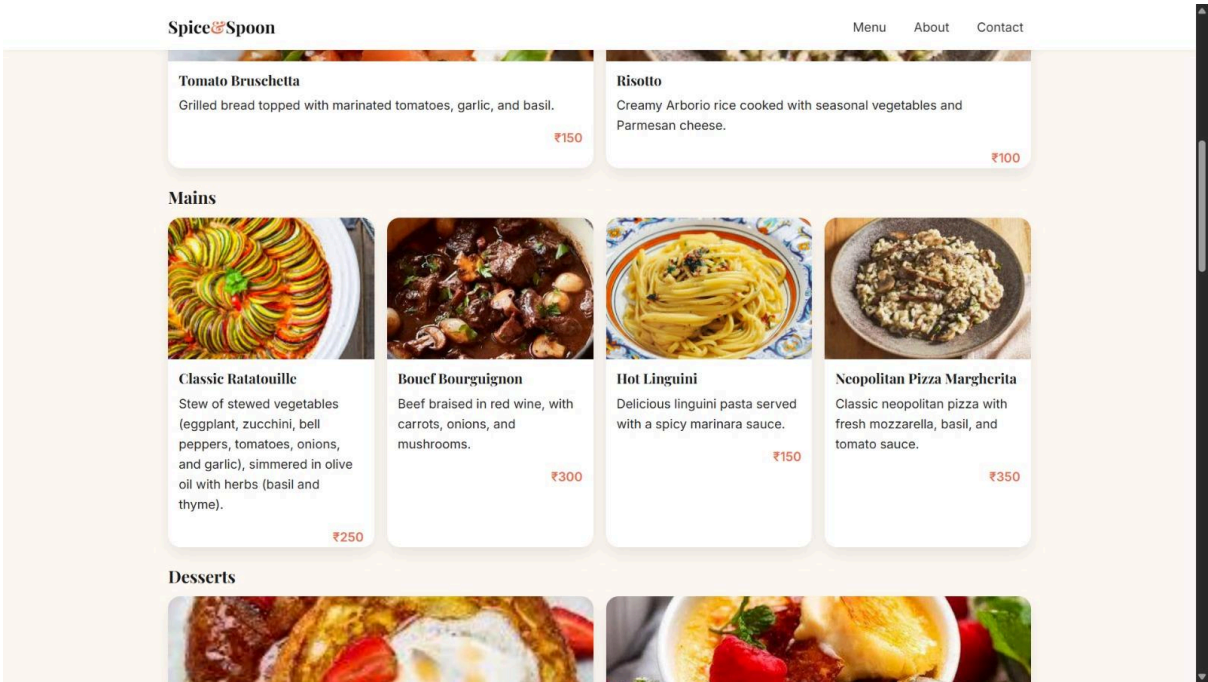 Spice&Spoon
Menu
About
Contact
Tomato Bruschetta
Grilled bread topped with marinated tomatoes, garlic, and basil.
₹150
Risotto
Creamy Arborio rice cooked with seasonal vegetables and
Parmesan cheese.
₹100
Mains
Classic Ratatouille
Stew of stewed vegetables
(eggplant, zucchini, bell
peppers, tomatoes, onions,
and garlic), simmered in olive
oil with herbs (basil and
thyme).
₹250
Bouef Bourguignon
Beef braised in red wine, with
carrots, onions, and
mushrooms.
₹300
Hot Linguini
Delicious linguini pasta served
with a spicy marinara sauce.
₹150
Neopolitan Pizza Margherita
Classic neopolitan pizza with
fresh mozzarella, basil, and
tomato sauce.
₹350
Desserts